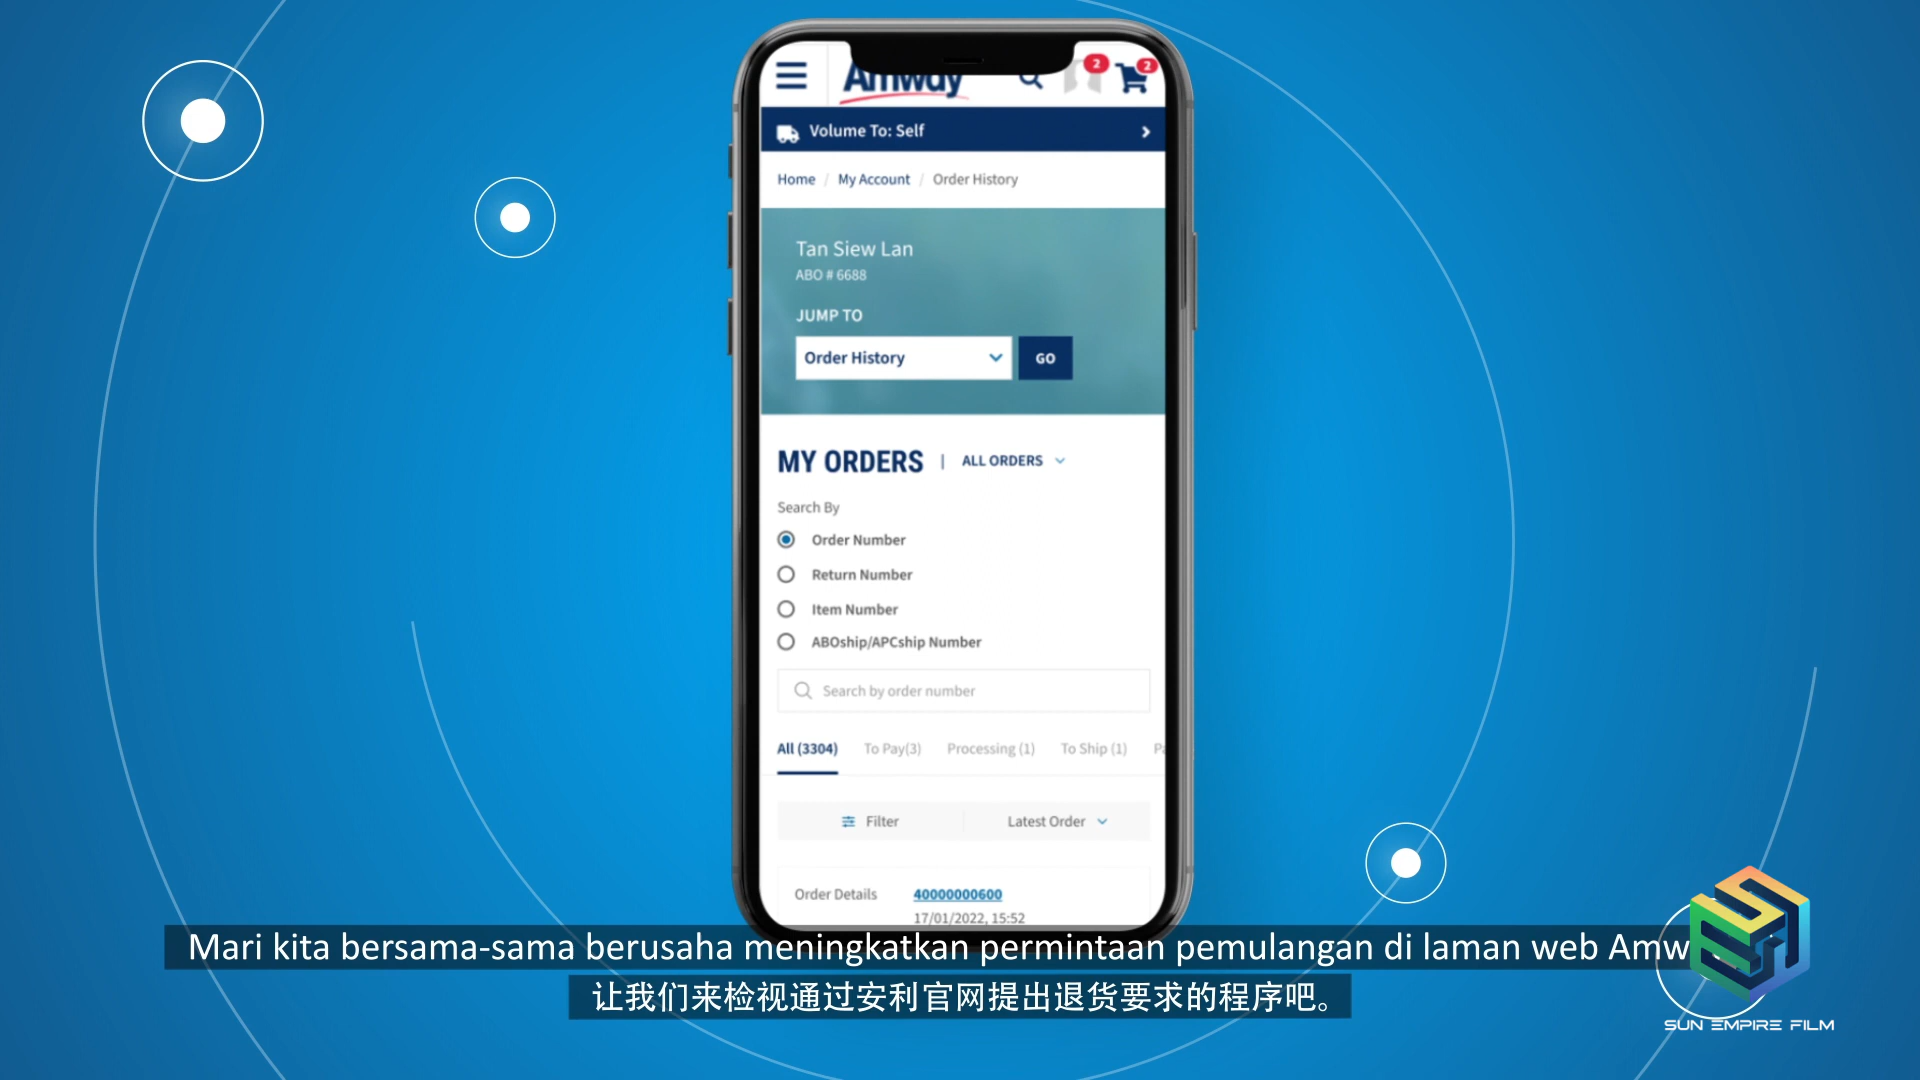 Amway
2
2
Volume To: Self
Home / My Account / Order History
Tan Siew Lan
ABO # 6688
JUMP TO
Order History
GO
MY ORDERS | ALL ORDERS
Search By
Order Number
Return Number
Item Number
ABOship/APCship Number
Search by order number
All (3304) To Pay(3) Processing (1) To Ship (1)
Filter Latest Order
Order Details 40000000600
17/01/2022, 15:52
Mari kita bersama-sama berusaha meningkatkan permintaan pemulangan di laman web
让我们来检视通过安利官网提出退货要求的程序吧。
SUN EMPIRE FILM